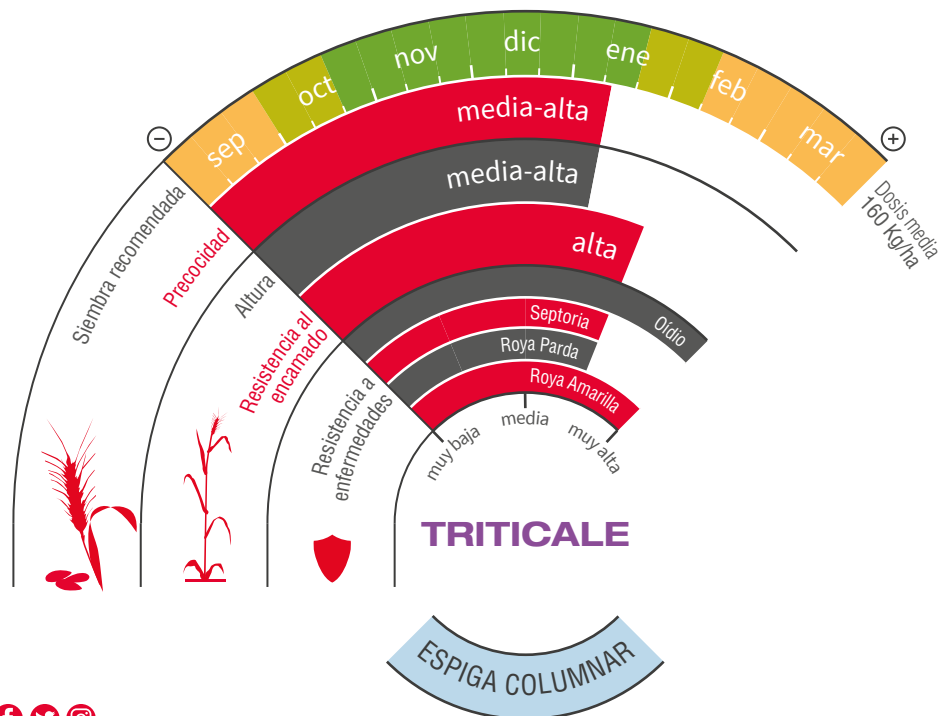 sep
oct
nov
dic
ene
feb
mar
−
+
Dosis media
160 Kg/ha
Siembra recomendada
Precocidad
media-alta
Altura
media-alta
Resistencia al
encamado
alta
Resistencia a
enfermedades
Oídio
Septoria
Roya Parda
Roya Amarilla
muy baja
media
muy alta
TRITICALE
ESPIGA COLUMNAR